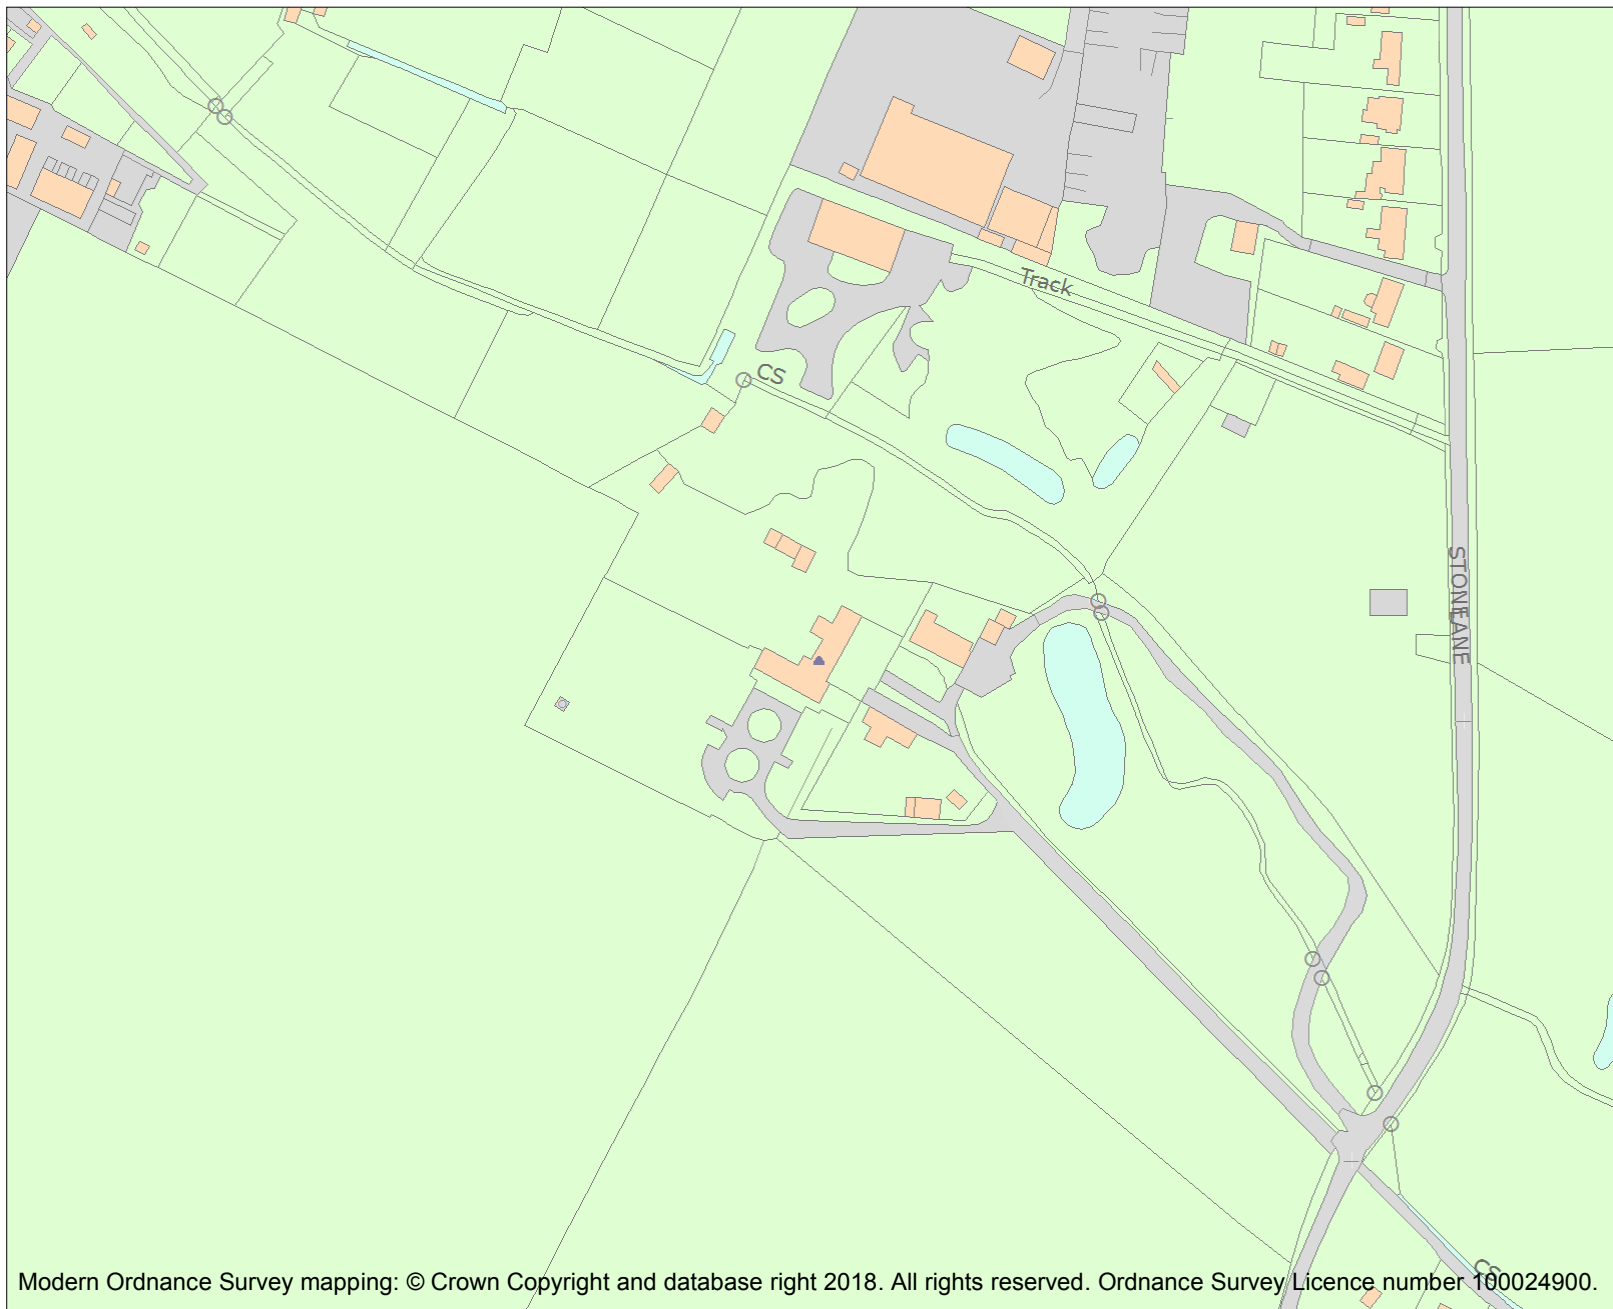 Track
CS
STONE LANE
CS
Modern Ordnance Survey mapping: © Crown Copyright and database right 2018. All rights reserved. Ordnance Survey Licence number 100024900.